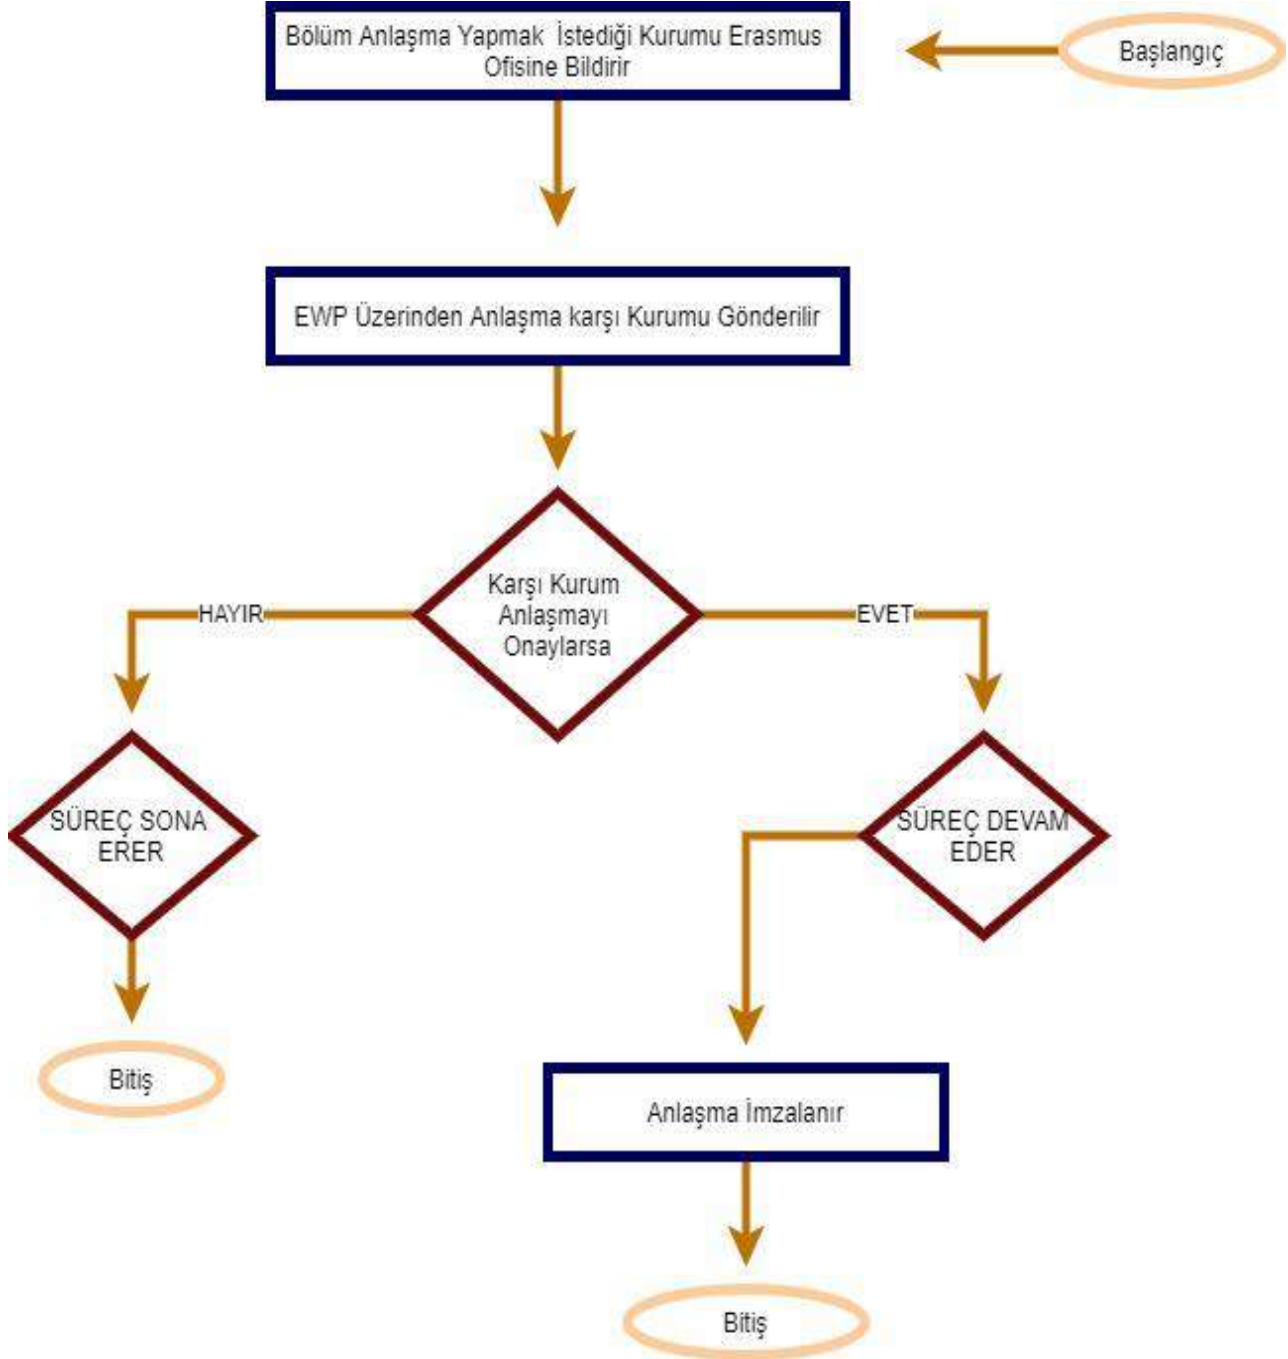 Bölüm Anlaşma Yapmak İstediği Kurumu Erasmus
Ofisine Bildirir
Başlangıç
EWP Üzerinden Anlaşma karşı Kurumu Gönderilir
Karşı Kurum
Anlaşmayı
Onaylarsa
HAYIR
EVET
SÜREÇ SONA
ERER
SÜREÇ DEVAM
EDER
Bitiş
Anlaşma İmzalanır
Bitiş